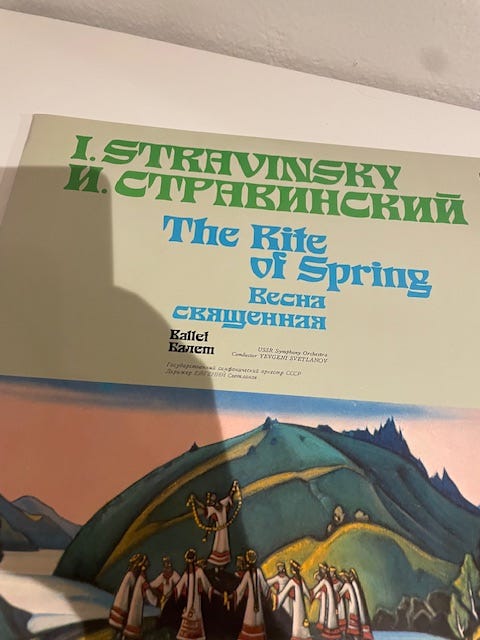 I. STRAVINSKY
И. СТРАВИНСКИЙ
The Rite
of Spring
Весна
священная
Ballet
Балет
USSR Symphony Orchestra
Conductor YEVGENI SVETLANOV
Государственный симфонический оркестр СССР
Дирижер ЕВГЕНИЙ Светланов